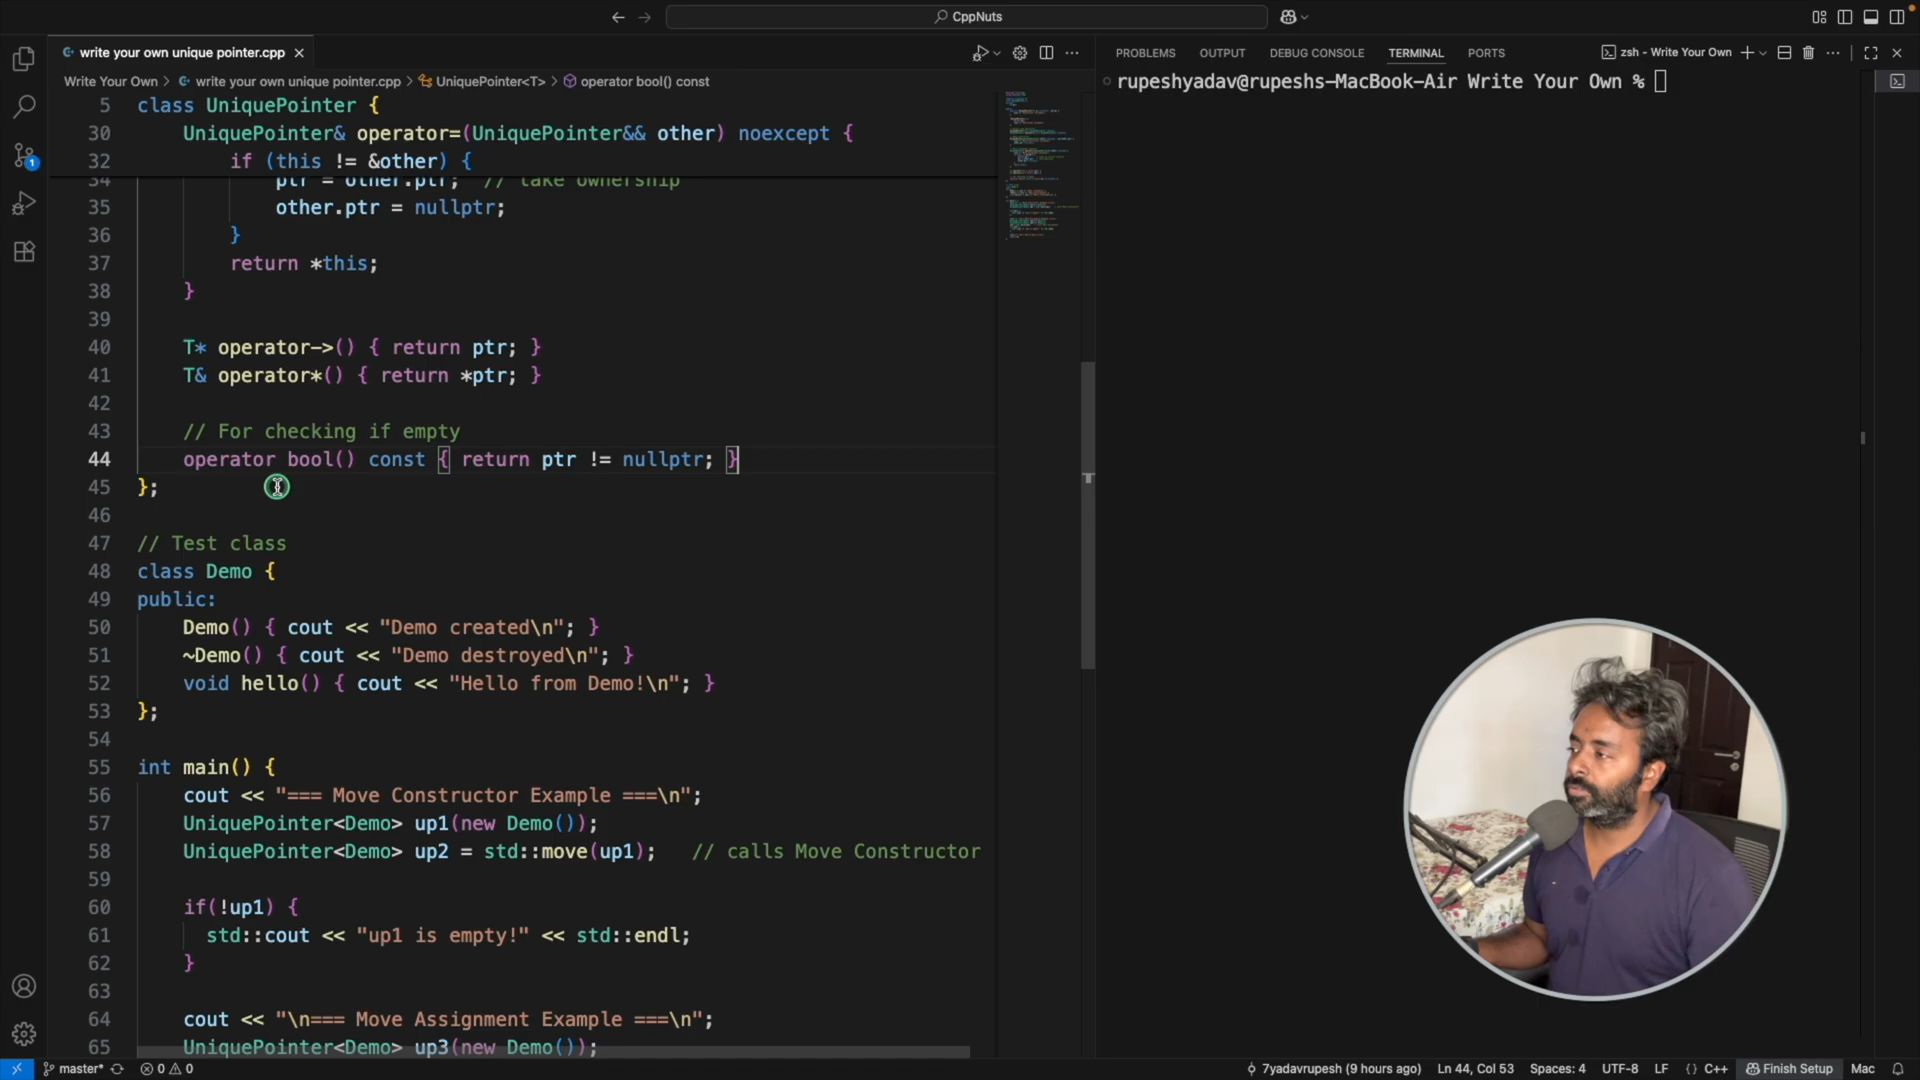 CppNuts
write your own unique pointer.cpp
PROBLEMS OUTPUT DEBUG CONSOLE TERMINAL PORTS
zsh - Write Your Own
Write Your Own > write your own unique pointer.cpp > UniquePointer<T> > operator bool() const
rupeshyadav@rupeshs-MacBook-Air Write Your Own %
5 class UniquePointer {
30 UniquePointer& operator=(UniquePointer&& other) noexcept {
32 if (this != &other) {
34 ptr = other.ptr; // take ownership
35 other.ptr = nullptr;
36 }
37 return *this;
38 }
39
40 T* operator->() { return ptr; }
41 T& operator*() { return *ptr; }
42
43 // For checking if empty
44 operator bool() const { return ptr != nullptr; }
45 };
46
47 // Test class
48 class Demo {
49 public:
50 Demo() { cout << "Demo created\n"; }
51 ~Demo() { cout << "Demo destroyed\n"; }
52 void hello() { cout << "Hello from Demo!\n"; }
53 };
54
55 int main() {
56 cout << "=== Move Constructor Example ===\n";
57 UniquePointer<Demo> up1(new Demo());
58 UniquePointer<Demo> up2 = std::move(up1); // calls Move Constructor
59
60 if(!up1) {
61 std::cout << "up1 is empty!" << std::endl;
62 }
63
64 cout << "\n=== Move Assignment Example ===\n";
65 UniquePointer<Demo> up3(new Demo());
1
master* 0 0
7yadavrupesh (9 hours ago) Ln 44, Col 53 Spaces: 4 UTF-8 LF {} C++ Finish Setup Mac